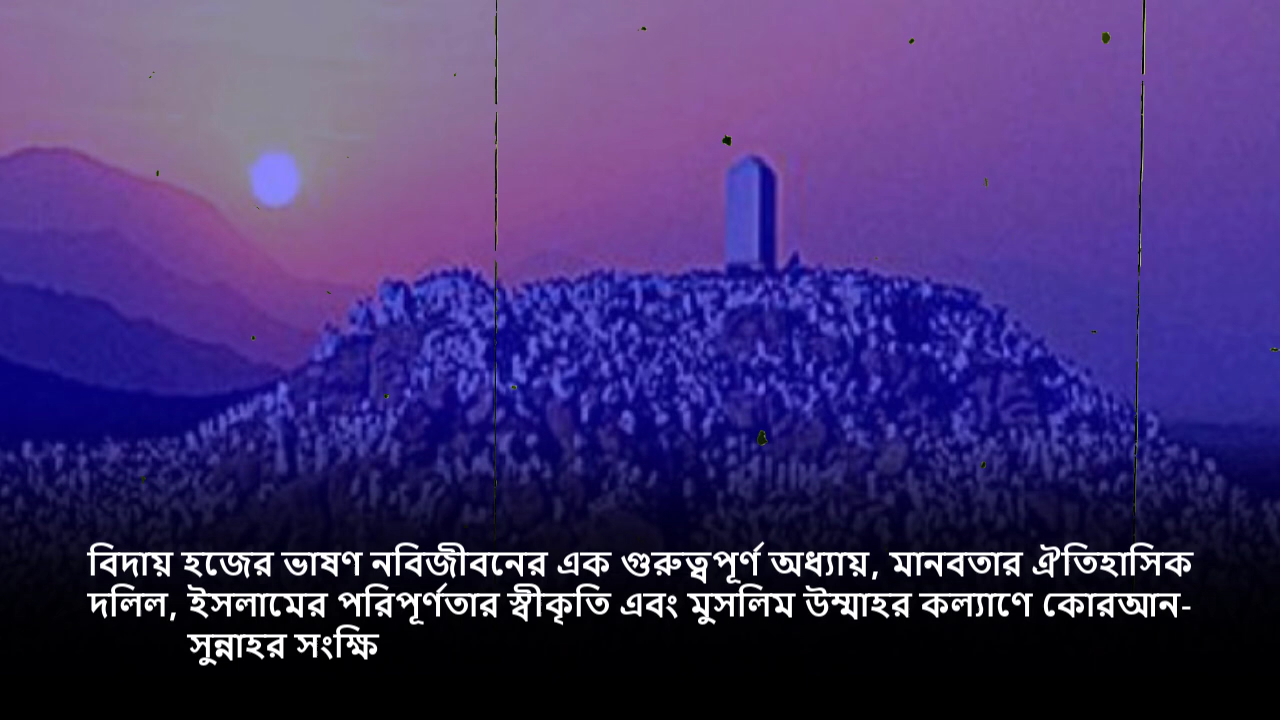 বিদায় হজের ভাষণ নবিজীবনের এক গুরুত্বপূর্ণ অধ্যায়, মানবতার ঐতিহাসিক
দলিল, ইসলামের পরিপূর্ণতার স্বীকৃতি এবং মুসলিম উম্মাহর কল্যাণে কোরআন-
সুন্নাহর সংক্ষি